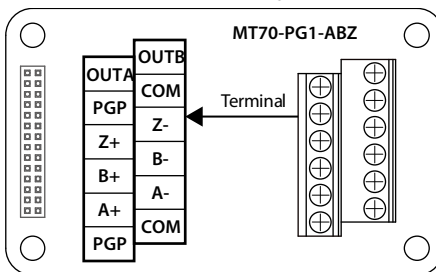 MT70-PG1-ABZ
OUTB
OUTA
COM
PGP
Z-
Z+
B-
B+
A-
A+
COM
PGP
Terminal